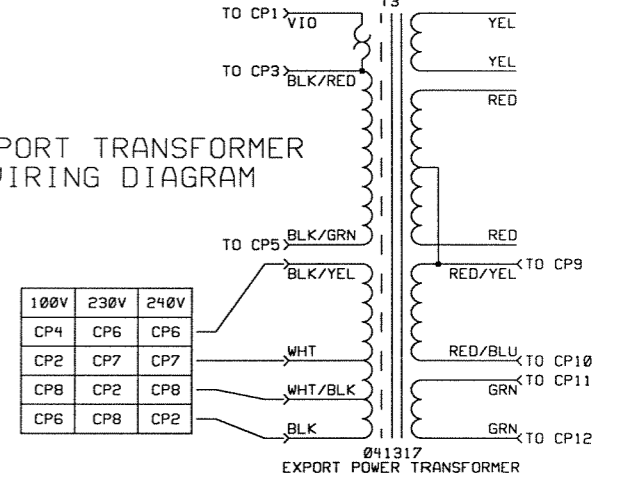 T3
TO CP1
VIO
YEL
YEL
TO CP3
BLK/RED
RED
PORT TRANSFORMER
WIRING DIAGRAM
TO CP5
BLK/GRN
RED
BLK/YEL
RED/YEL
TO CP9
100V 230V 240V
CP4 CP6 CP6
CP2 CP7 CP7
CP8 CP2 CP8
CP6 CP8 CP2
WHT
RED/BLU
TO CP10
TO CP11
WHT/BLK
GRN
BLK
GRN
TO CP12
041317
EXPORT POWER TRANSFORMER